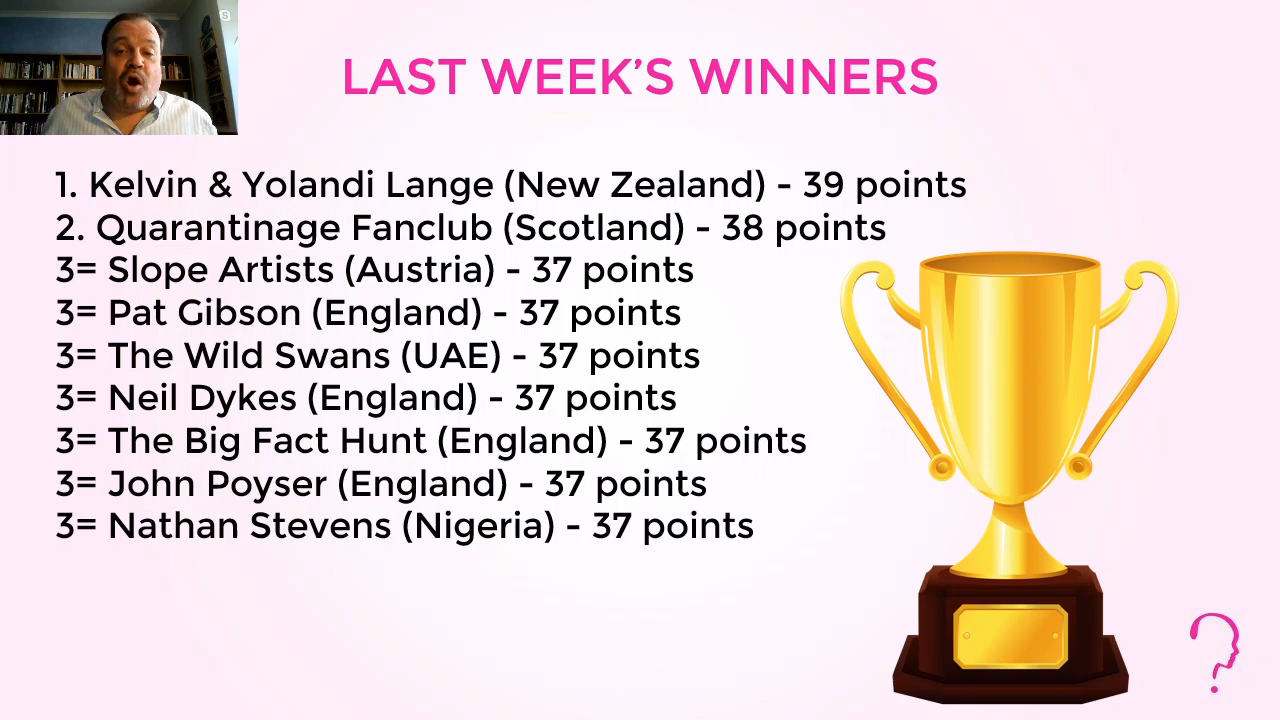 LAST WEEK’S WINNERS
1. Kelvin & Yolandi Lange (New Zealand) - 39 points
2. Quarantinage Fanclub (Scotland) - 38 points
3= Slope Artists (Austria) - 37 points
3= Pat Gibson (England) - 37 points
3= The Wild Swans (UAE) - 37 points
3= Neil Dykes (England) - 37 points
3= The Big Fact Hunt (England) - 37 points
3= John Poyser (England) - 37 points
3= Nathan Stevens (Nigeria) - 37 points